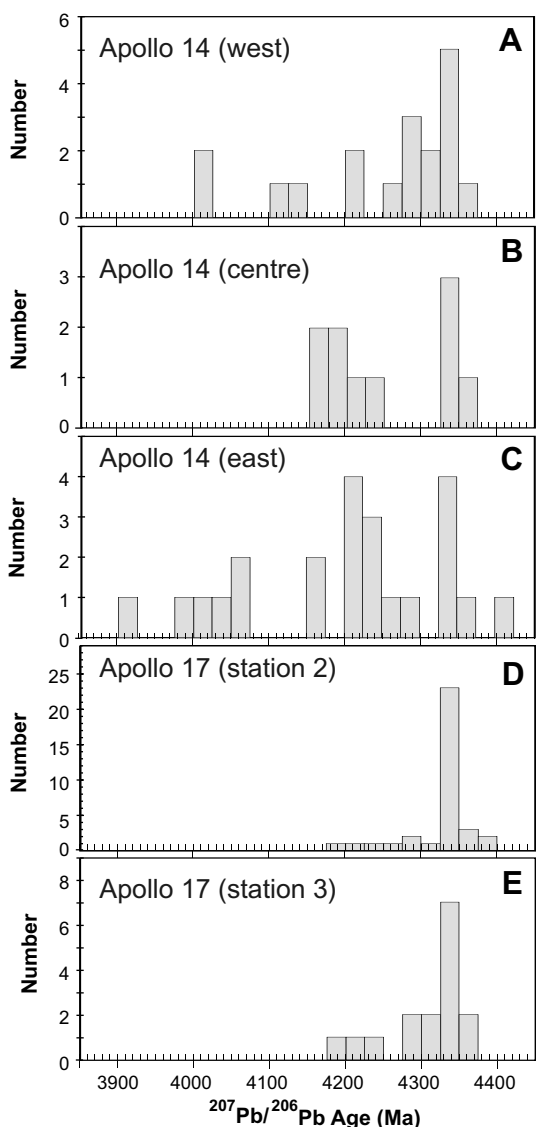 A
Apollo 14 (west)
Number
6
4
2
0
B
Apollo 14 (centre)
Number
3
2
1
0
C
Apollo 14 (east)
Number
4
3
2
1
0
D
Apollo 17 (station 2)
Number
25
20
15
10
5
0
E
Apollo 17 (station 3)
Number
8
6
4
2
0
3900 4000 4100 4200 4300 4400
²⁰⁷Pb/²⁰⁶Pb Age (Ma)